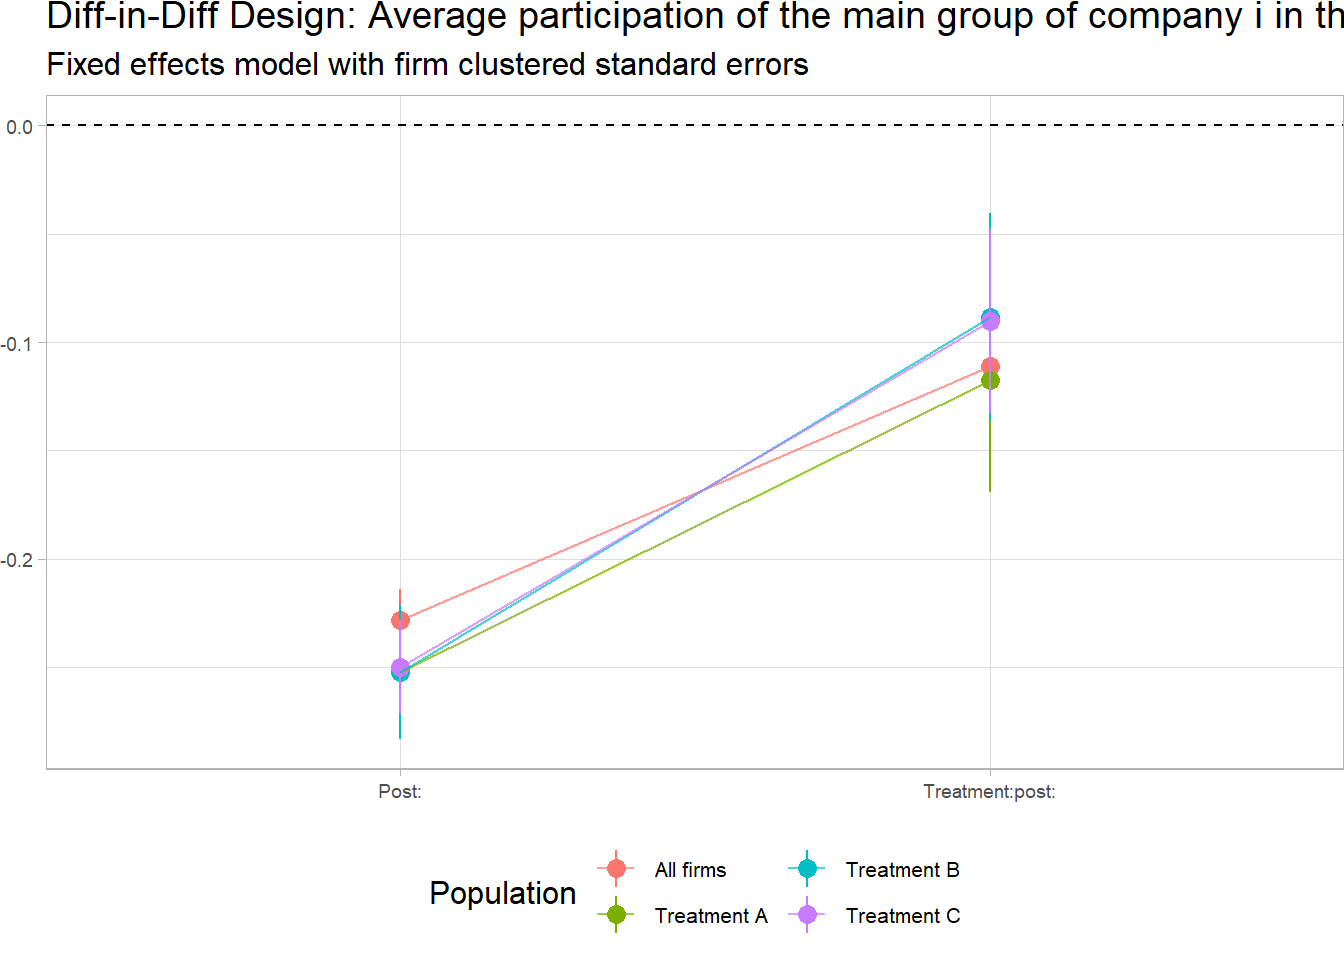 Diff-in-Diff Design: Average participation of the main group of company i in th
Fixed effects model with firm clustered standard errors
0.0
-0.1
-0.2
Post:
Treatment:post:
Population
All firms
Treatment B
Treatment A
Treatment C